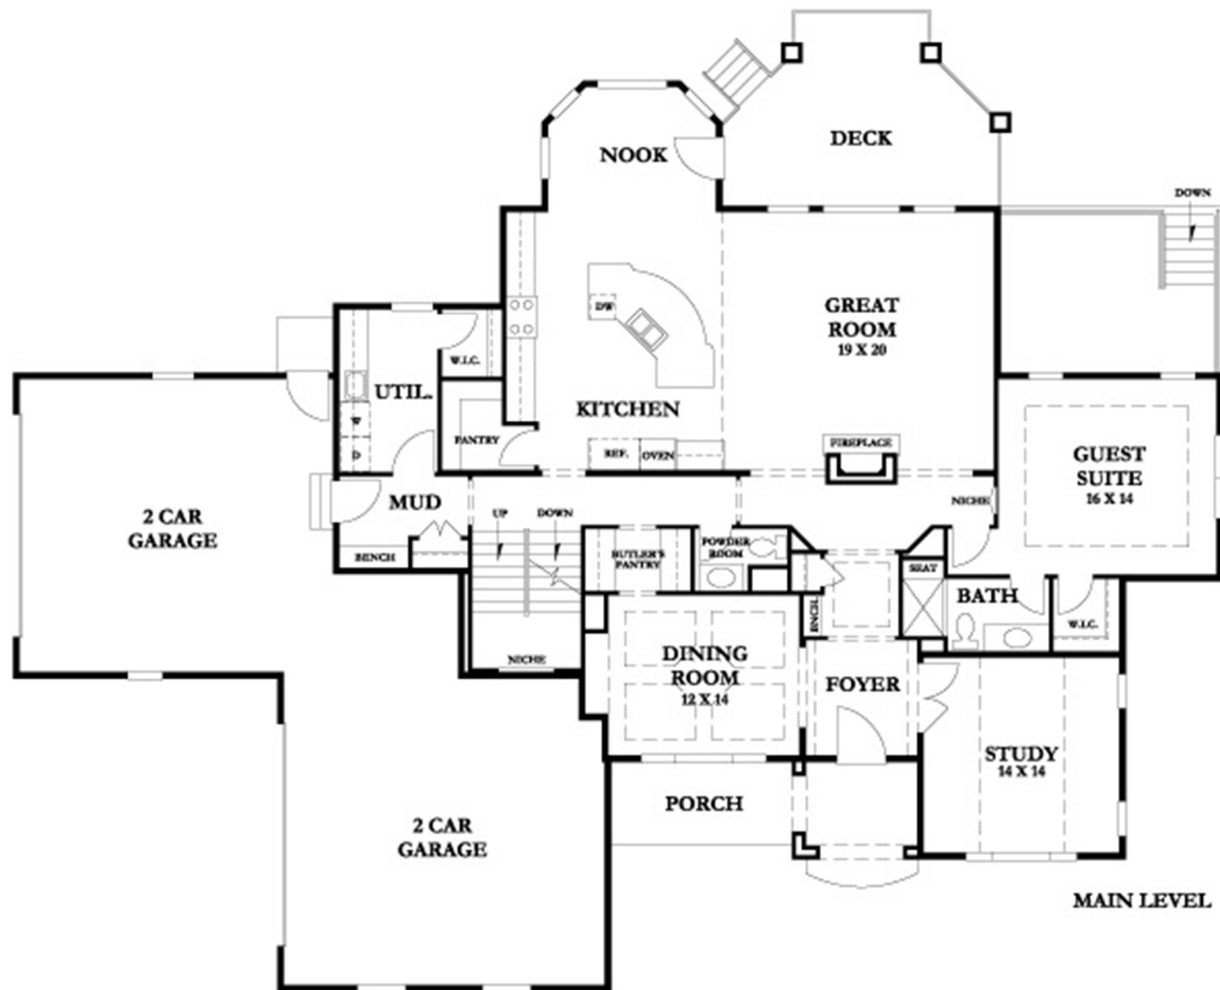 DECK
NOOK
DOWN
DW
GREAT
ROOM
19 X 20
W.I.C.
UTIL.
KITCHEN
W
PANTRY
REF.
OVEN
FIREPLACE
D
GUEST
SUITE
16 X 14
MUD
NICHE
UP
DOWN
2 CAR
GARAGE
BENCH
BUTLER'S
PANTRY
POWDER
ROOM
SEAT
BATH
BNCH.
W.I.C.
NICHE
DINING
ROOM
12 X 14
FOYER
STUDY
14 X 14
PORCH
2 CAR
GARAGE
MAIN LEVEL